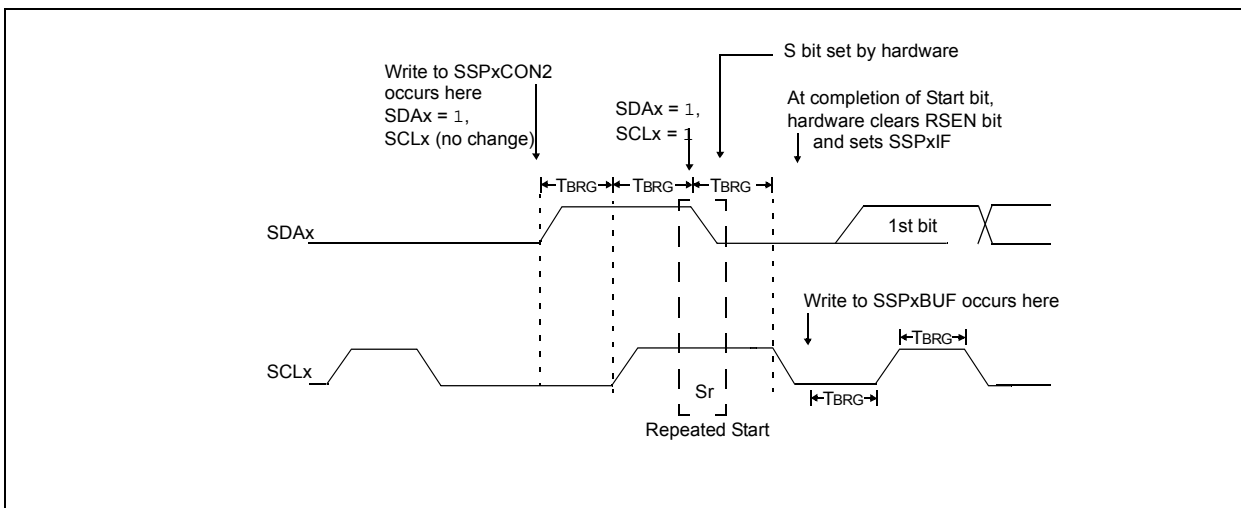 S bit set by hardware
Write to SSPxCON2
occurs here
SDAx = 1,
SCLx (no change)
SDAx = 1,
SCLx = 1
At completion of Start bit,
hardware clears RSEN bit
and sets SSPxIF
TBRG TBRG TBRG
SDAx
1st bit
Write to SSPxBUF occurs here
TBRG
SCLx
Sr
TBRG
Repeated Start